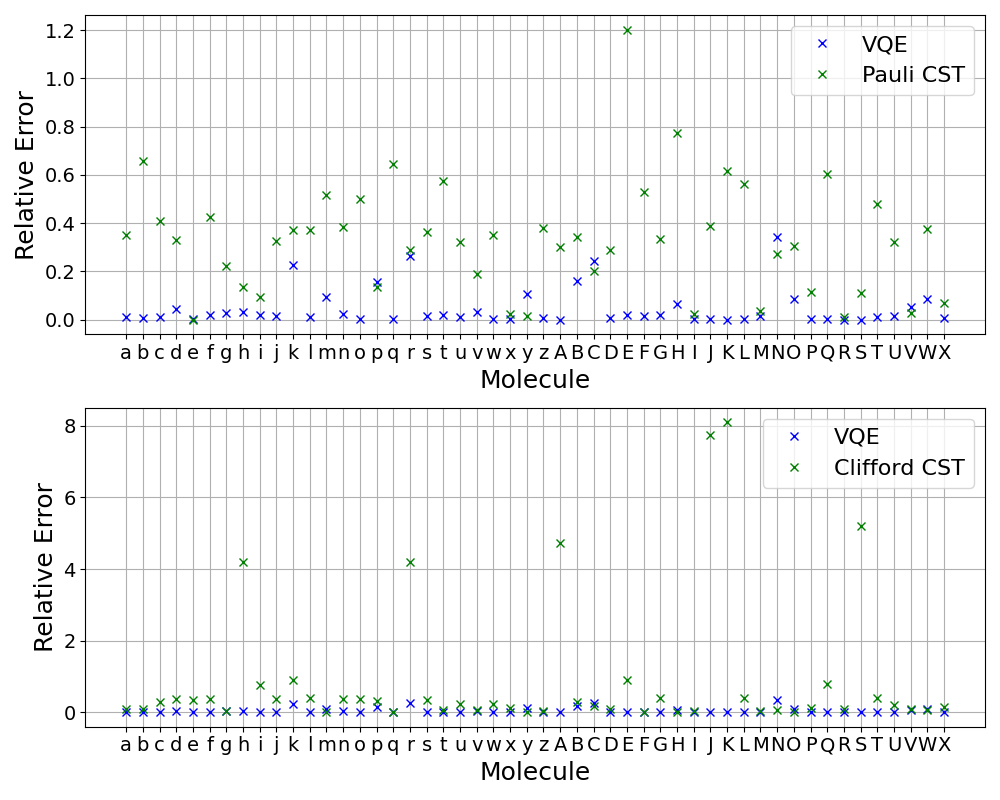 Relative Error
1.2
1.0
0.8
0.6
0.4
0.2
0.0
VQE
Pauli CST
a b c d e f g h i j k l m n o p q r s t u v w x y z A B C D E F G H I J K L M N O P Q R S T U V W X
Molecule
Relative Error
8
6
4
2
0
VQE
Clifford CST
a b c d e f g h i j k l m n o p q r s t u v w x y z A B C D E F G H I J K L M N O P Q R S T U V W X
Molecule